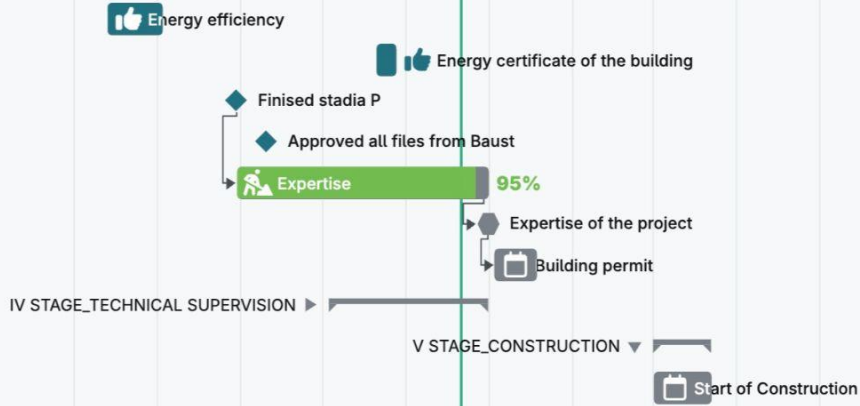 Energy efficiency
Energy certificate of the building
Finised stadia P
Approved all files from Baust
Expertise
95%
Expertise of the project
Building permit
IV STAGE_TECHNICAL SUPERVISION
V STAGE_CONSTRUCTION
Start of Construction